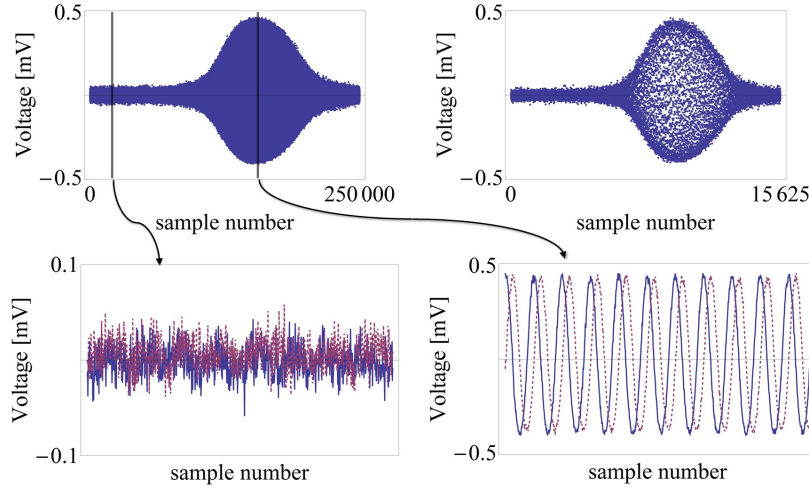 0.5
Voltage [mV]
−0.5
0
250 000
sample number
0.5
Voltage [mV]
−0.5
0
15 625
sample number
0.1
Voltage [mV]
−0.1
sample number
0.5
Voltage [mV]
−0.5
sample number